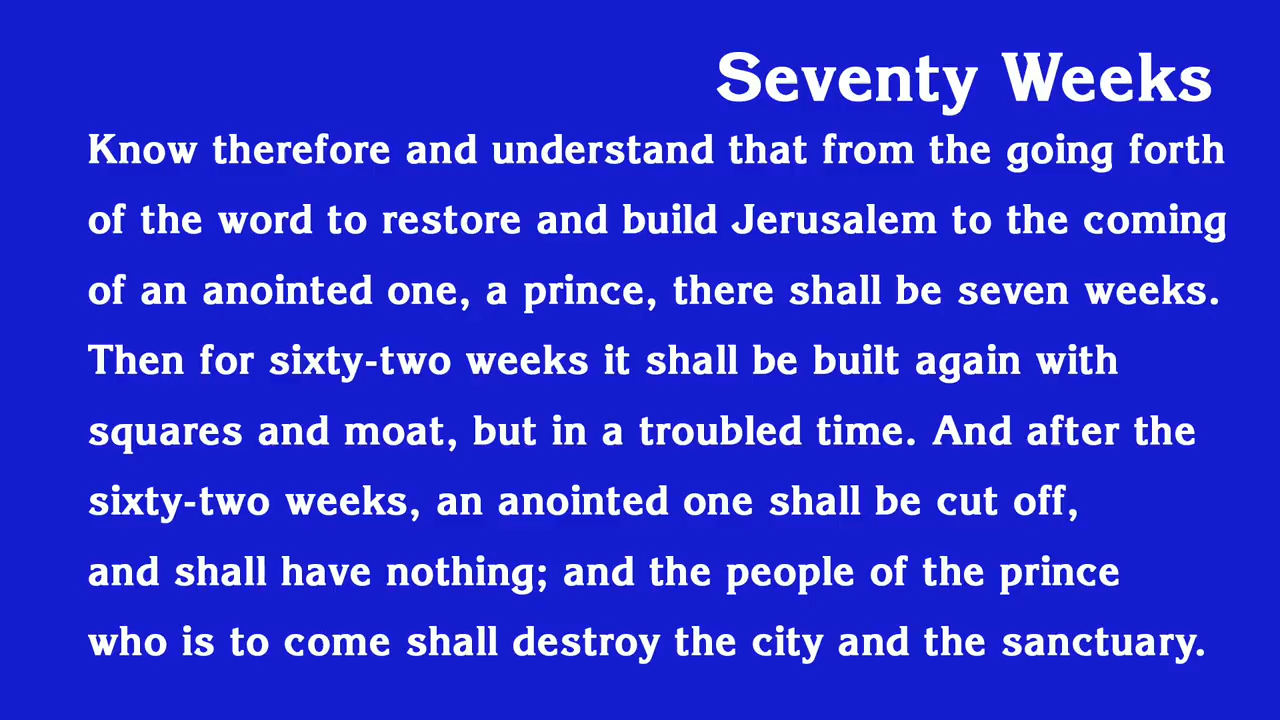 Seventy Weeks
Know therefore and understand that from the going forth
of the word to restore and build Jerusalem to the coming
of an anointed one, a prince, there shall be seven weeks.
Then for sixty-two weeks it shall be built again with
squares and moat, but in a troubled time. And after the
sixty-two weeks, an anointed one shall be cut off,
and shall have nothing; and the people of the prince
who is to come shall destroy the city and the sanctuary.